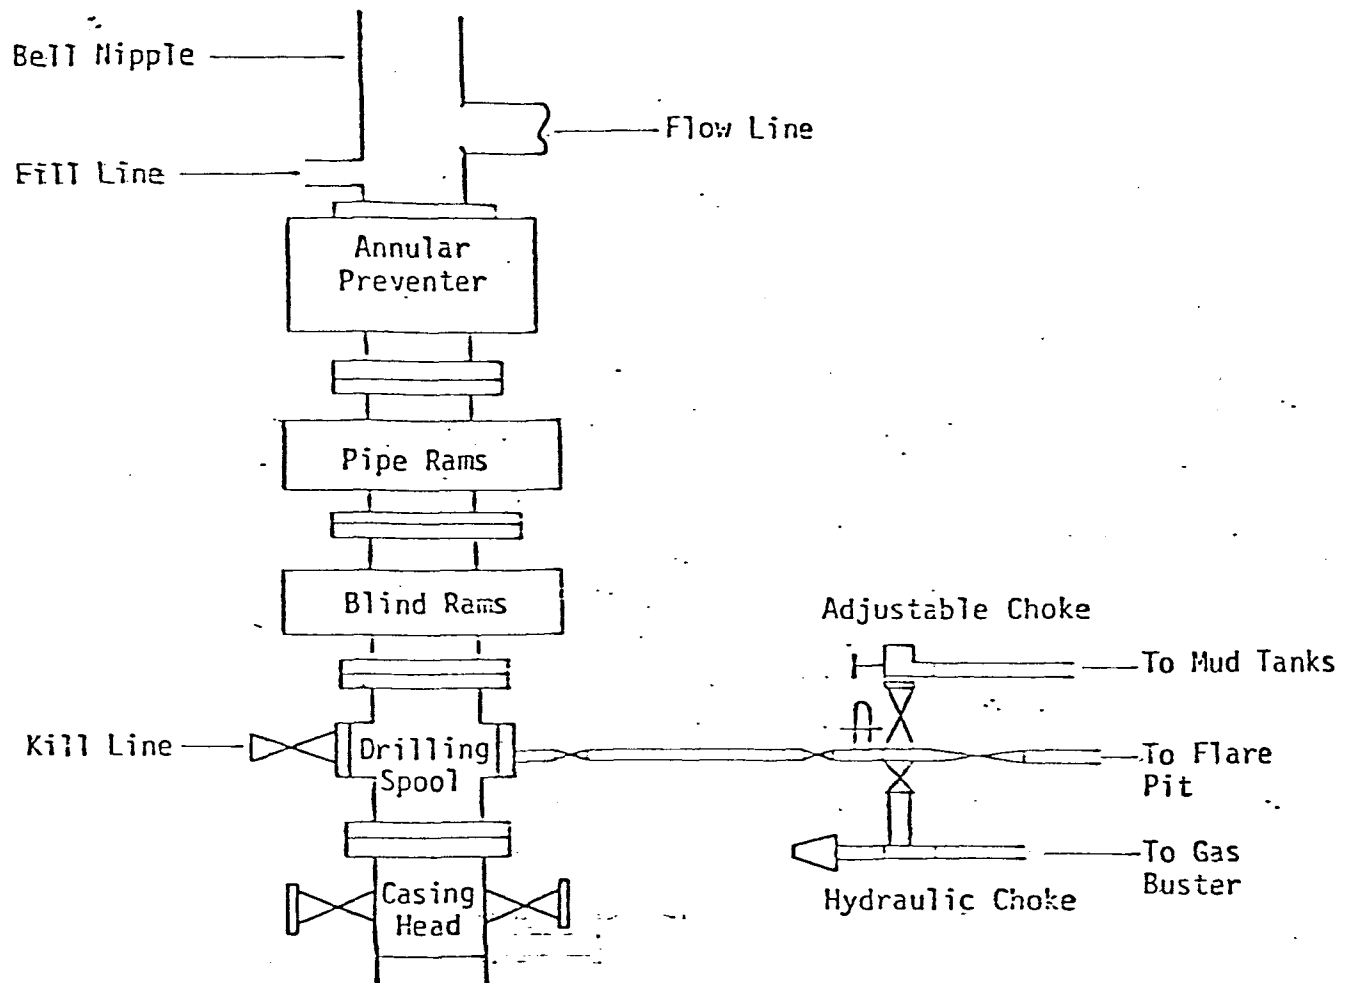 Bell Nipple
Flow Line
Fill Line
Annular
Preventer
Pipe Rams
Blind Rams
Adjustable Choke
To Mud Tanks
Kill Line
Drilling
Spool
To Flare
Pit
To Gas
Buster
Casing
Head
Hydraulic Choke